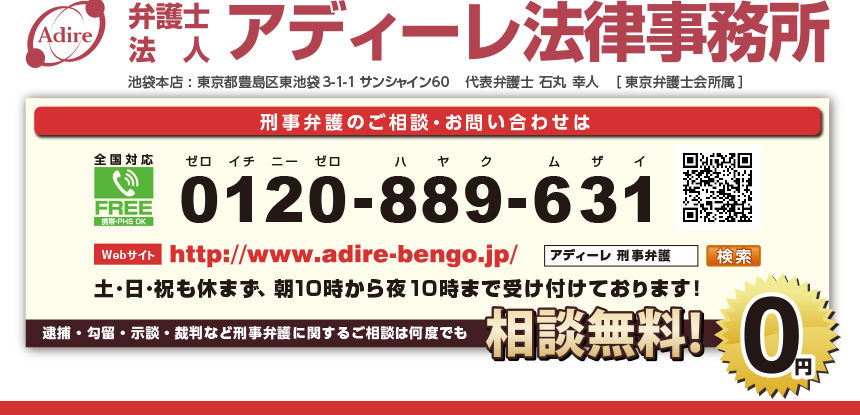 Adire
弁護士法人 アディーレ法律事務所
池袋本店：東京都豊島区東池袋3-1-1 サンシャイン60　代表弁護士 石丸 幸人　[ 東京弁護士会所属 ]
刑事弁護のご相談・お問い合わせは
全国対応
FREE
携帯・PHS OK
ゼロ イチ ニー ゼロ ハ ヤ ク ム ザ イ
0120-889-631
Webサイト http://www.adire-bengo.jp/ アディーレ 刑事弁護 検索
土・日・祝も休まず、朝10時から夜10時まで受け付けております！
逮捕・勾留・示談・裁判など刑事弁護に関するご相談は何度でも 相談無料！ 0円